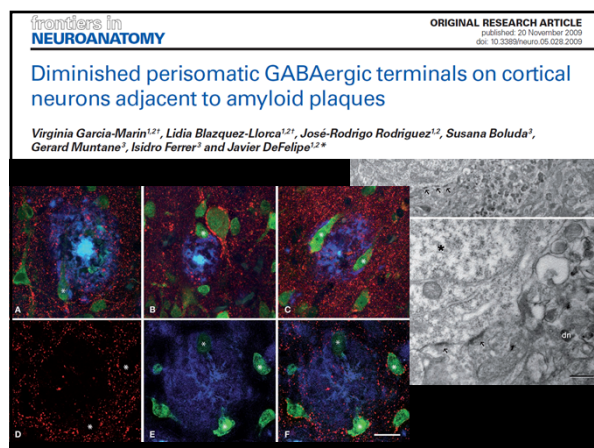 frontiers in
NEUROANATOMY
ORIGINAL RESEARCH ARTICLE
published: 20 November 2009
doi: 10.3389/neuro.05.028.2009
Diminished perisomatic GABAergic terminals on cortical
neurons adjacent to amyloid plaques
Virginia Garcia-Marin1,2†, Lidia Blazquez-Llorca1,2†, José-Rodrigo Rodriguez1,2, Susana Boluda3,
Gerard Muntane3, Isidro Ferrer3 and Javier DeFelipe1,2*
A
B
C
*
dn
D
E
F